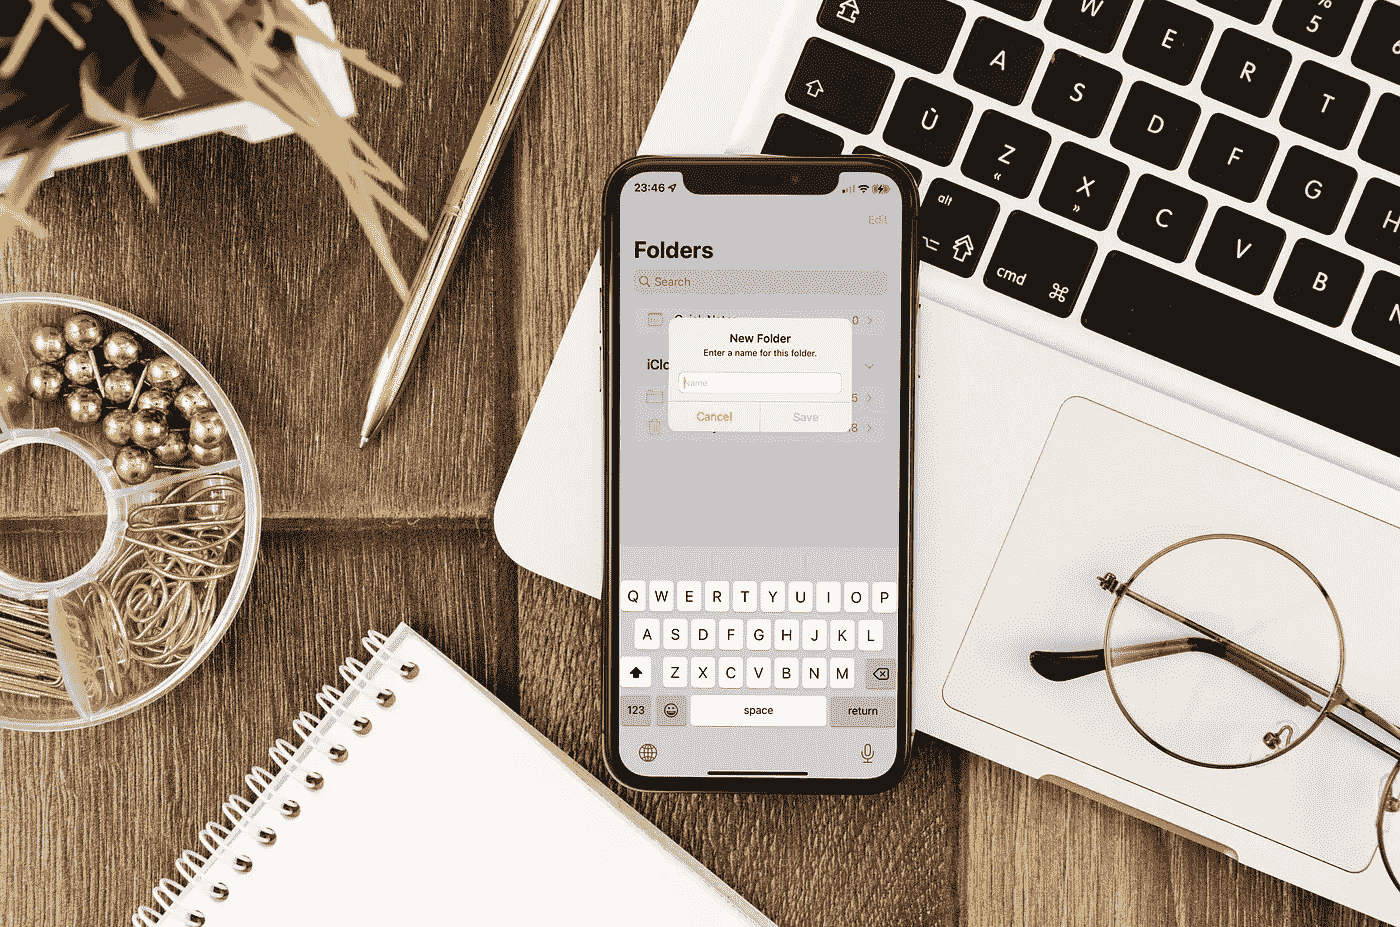 23:46
Edit
Folders
Search
0
New Folder
Enter a name for this folder.
iClo
Name
5
Cancel
Save
8
Q W E R T Y U I O P
A S D F G H J K L
Z X C V B N M
123
space
return
W
% 5
E
R
T
A
S
D
F
G
H
Ù
Z «
X »
C
V
B
N
alt
cmd